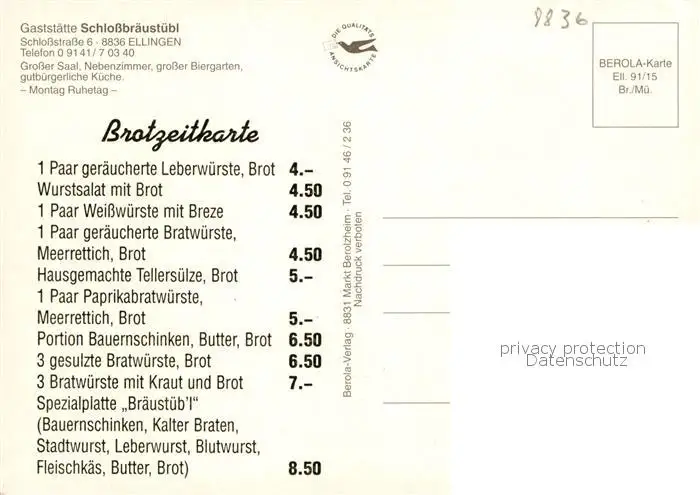 Gaststätte Schloßbräustübl
Schloßstraße 6 · 8836 ELLINGEN
Telefon 0 91 41 / 7 03 40
Großer Saal, Nebenzimmer, großer Biergarten,
gutbürgerliche Küche.
– Montag Ruhetag –
DIE QUALITÄTS
ANSICHTSKARTE
8836
BEROLA-Karte
Ell. 91/15
Br./Mü.
Brotzeitkarte
1 Paar geräucherte Leberwürste, Brot 4.–
Wurstsalat mit Brot 4.50
1 Paar Weißwürste mit Breze 4.50
1 Paar geräucherte Bratwürste,
Meerrettich, Brot 4.50
Hausgemachte Tellersülze, Brot 5.–
1 Paar Paprikabratwürste,
Meerrettich, Brot 5.–
Portion Bauernschinken, Butter, Brot 6.50
3 gesulzte Bratwürste, Brot 6.50
3 Bratwürste mit Kraut und Brot 7.–
Spezialplatte „Bräustüb'l"
(Bauernschinken, Kalter Braten,
Stadtwurst, Leberwurst, Blutwurst,
Fleischkäs, Butter, Brot) 8.50
Berola-Verlag · 8831 Markt Berolzheim · Tel. 0 91 46 / 2 36
Nachdruck verboten
privacy protection
Datenschutz